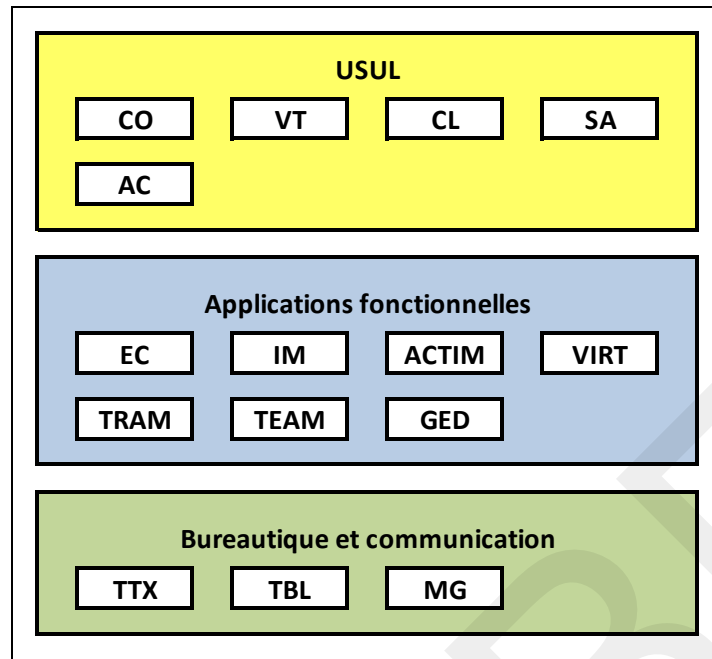 USUL
CO VT CL SA
AC
Applications fonctionnelles
EC IM ACTIM VIRT
TRAM TEAM GED
Bureautique et communication
TTX TBL MG